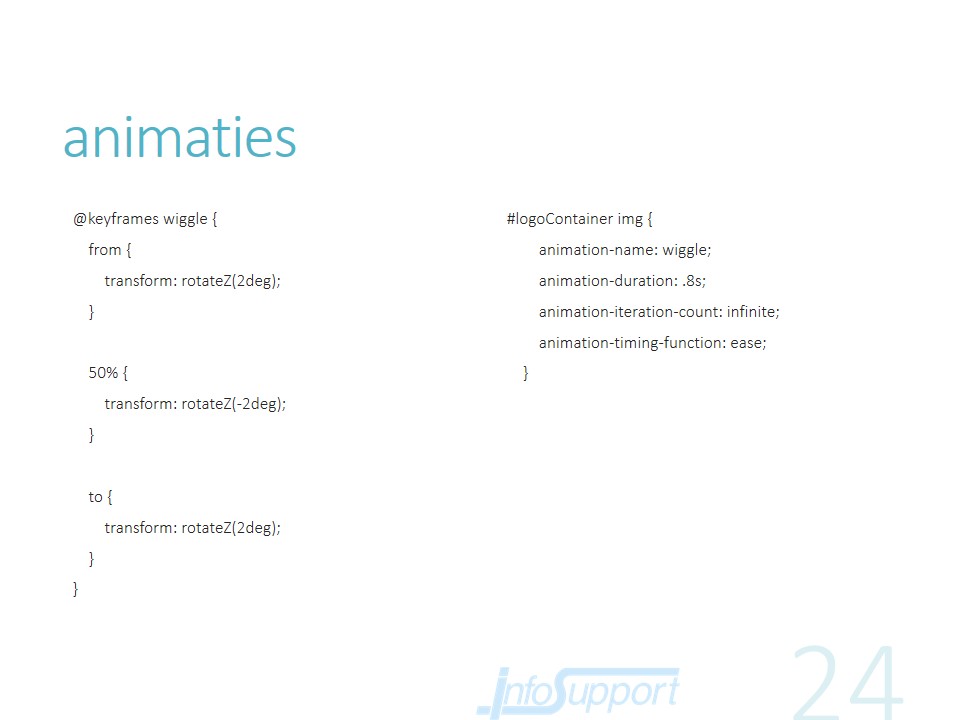 animaties
@keyframes wiggle {
from {
transform: rotateZ(2deg);
}
50% {
transform: rotateZ(-2deg);
}
to {
transform: rotateZ(2deg);
}
}
#logoContainer img {
animation-name: wiggle;
animation-duration: .8s;
animation-iteration-count: infinite;
animation-timing-function: ease;
}
infoSupport
24